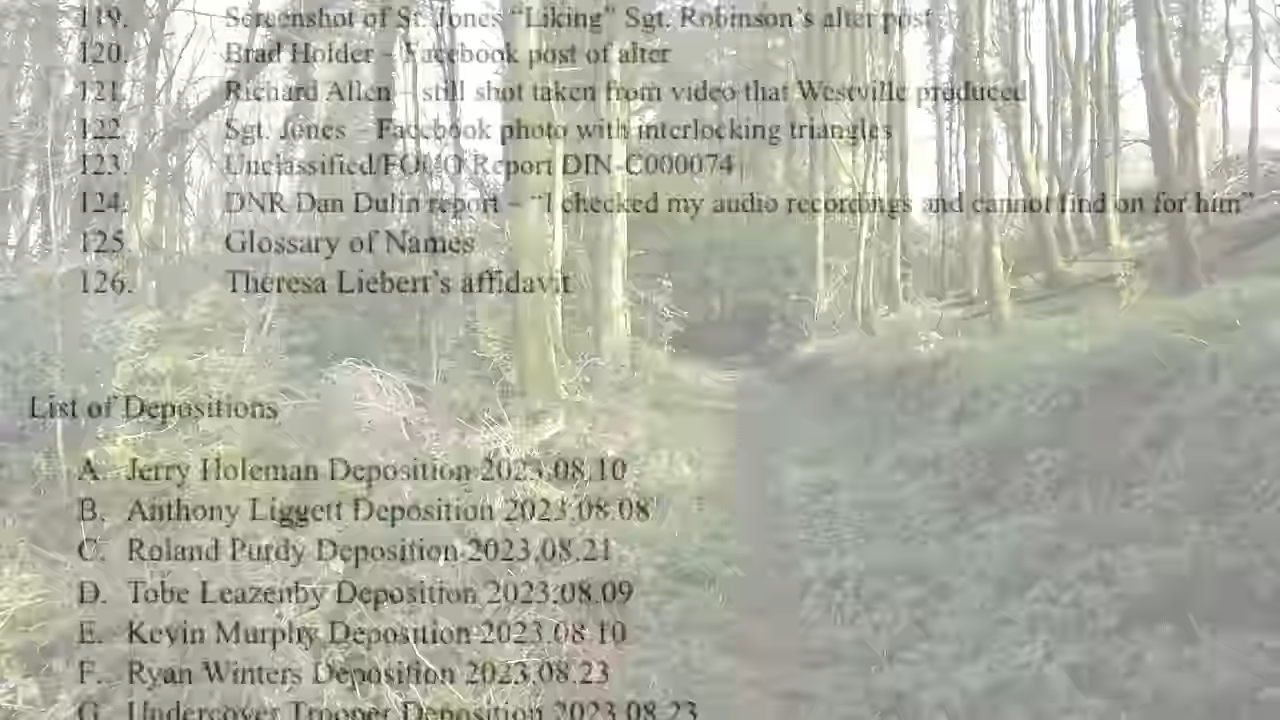 119. Screenshot of St. Jones “Liking” Sgt. Robinson’s alter post
120. Brad Holder – Facebook post of alter
121. Richard Allen – still shot taken from video that Westville produced
122. Sgt. Jones – Facebook photo with interlocking triangles
123. Unclassified/FOUO Report DIN-C000074
124. DNR Dan Dulin report – “I checked my audio recordings and cannot find on for him”
125. Glossary of Names
126. Theresa Liebert’s affidavit
List of Depositions
A. Jerry Holeman Deposition 2023.08.10
B. Anthony Liggett Deposition 2023.08.08
C. Roland Purdy Deposition 2023.08.21
D. Tobe Leazenby Deposition 2023.08.09
E. Kevin Murphy Deposition 2023.08.10
F. Ryan Winters Deposition 2023.08.23
G. Undercover Trooper Deposition 2023.08.23